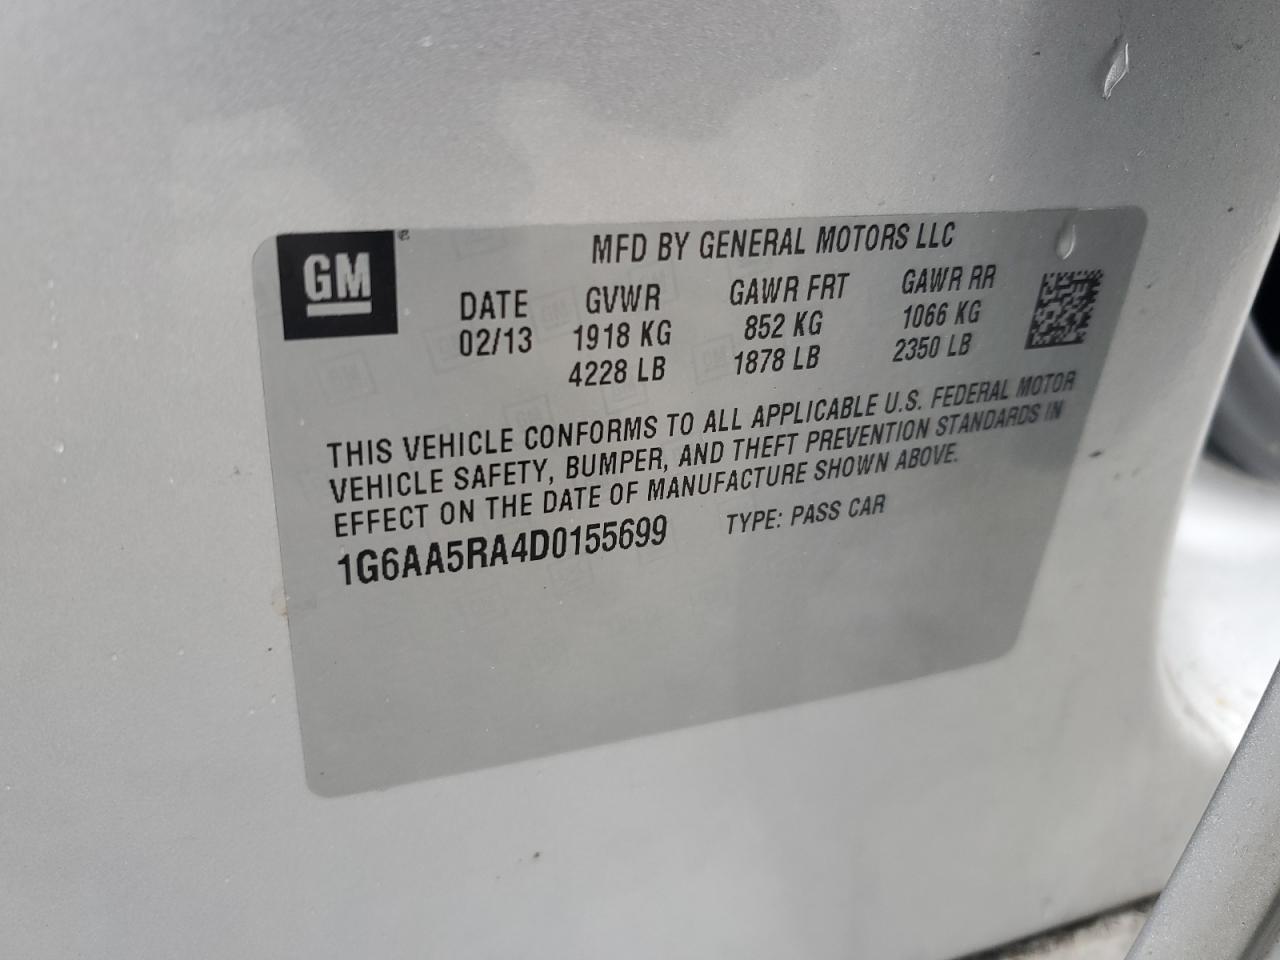 GM
MFD BY GENERAL MOTORS LLC
DATE GVWR GAWR FRT GAWR RR
02/13 1918 KG 852 KG 1066 KG
4228 LB 1878 LB 2350 LB
THIS VEHICLE CONFORMS TO ALL APPLICABLE U.S. FEDERAL MOTOR
VEHICLE SAFETY, BUMPER, AND THEFT PREVENTION STANDARDS IN
EFFECT ON THE DATE OF MANUFACTURE SHOWN ABOVE.
1G6AA5RA4D0155699 TYPE: PASS CAR